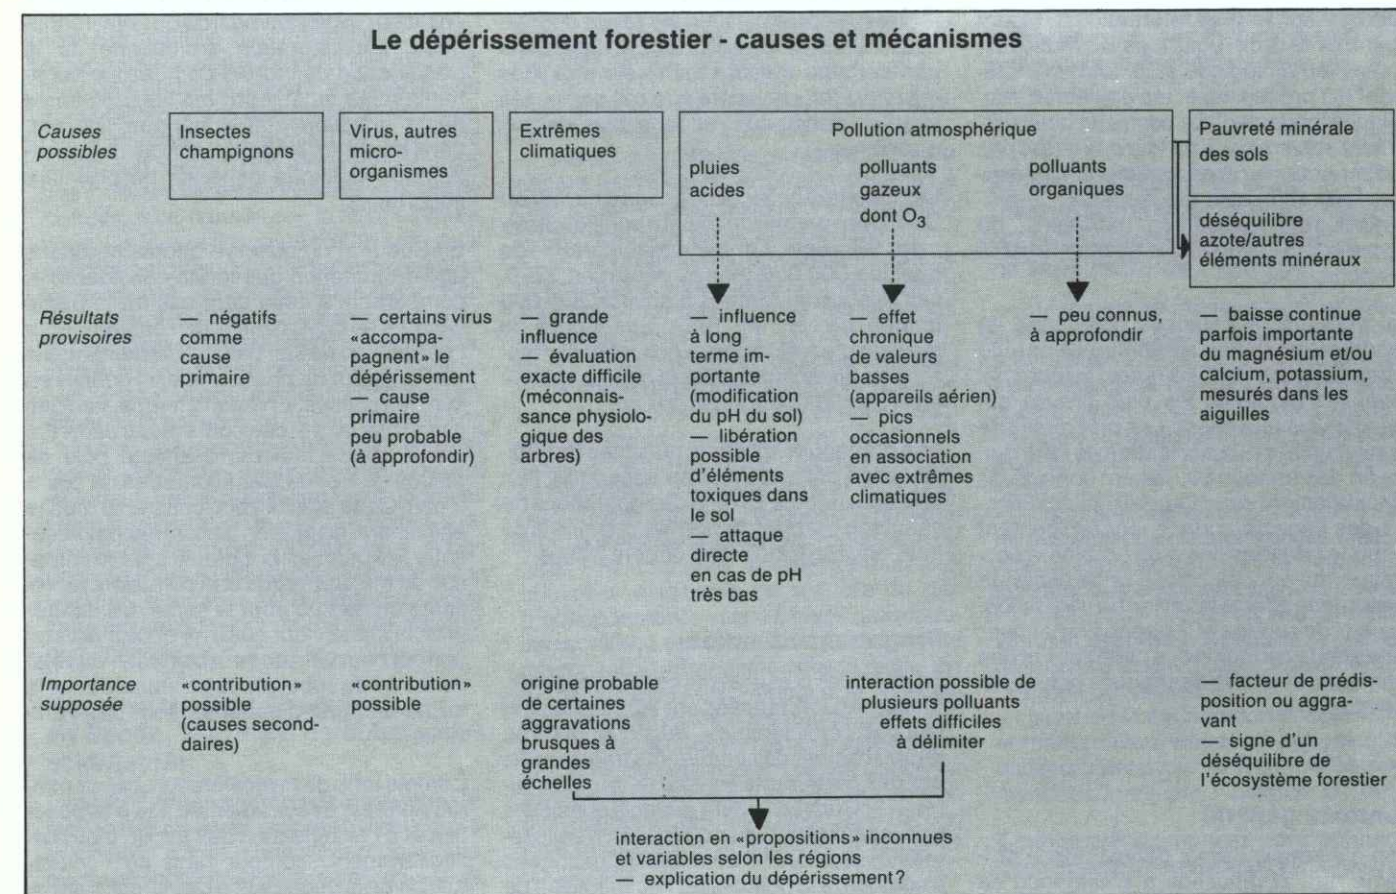 Le dépérissement forestier - causes et mécanismes
Causes
possibles
Insectes
champignons
Virus, autres
micro-
organismes
Extrêmes
climatiques
Pollution atmosphérique
pluies
acides
polluants
gazeux
dont O3
polluants
organiques
Pauvreté minérale
des sols
déséquilibre
azote/autres
éléments minéraux
Résultats
provisoires
— négatifs
comme
cause
primaire
— certains virus
«accompa-
pagnent» le
dépérissement
— cause
primaire
peu probable
(à approfondir)
— grande
influence
— évaluation
exacte difficile
(méconnais-
sance physiolo-
gique des
arbres)
— influence
à long
terme im-
portante
(modification
du pH du sol)
— libération
possible
d'éléments
toxiques dans
le sol
— attaque
directe
en cas de pH
très bas
— effet
chronique
de valeurs
basses
(appareils aérien)
— pics
occasionnels
en association
avec extrêmes
climatiques
— peu connus,
à approfondir
— baisse continue
parfois importante
du magnésium et/ou
calcium, potassium,
mesurés dans les
aiguilles
Importance
supposée
«contribution»
possible
(causes second-
daires)
«contribution»
possible
origine probable
de certaines
aggravations
brusques à
grandes
échelles
interaction possible de
plusieurs polluants
effets difficiles
à délimiter
— facteur de prédis-
position ou aggra-
vant
— signe d'un
déséquilibre de
l'écosystème forestier
interaction en «propositions» inconnues
et variables selon les régions
— explication du dépérissement?